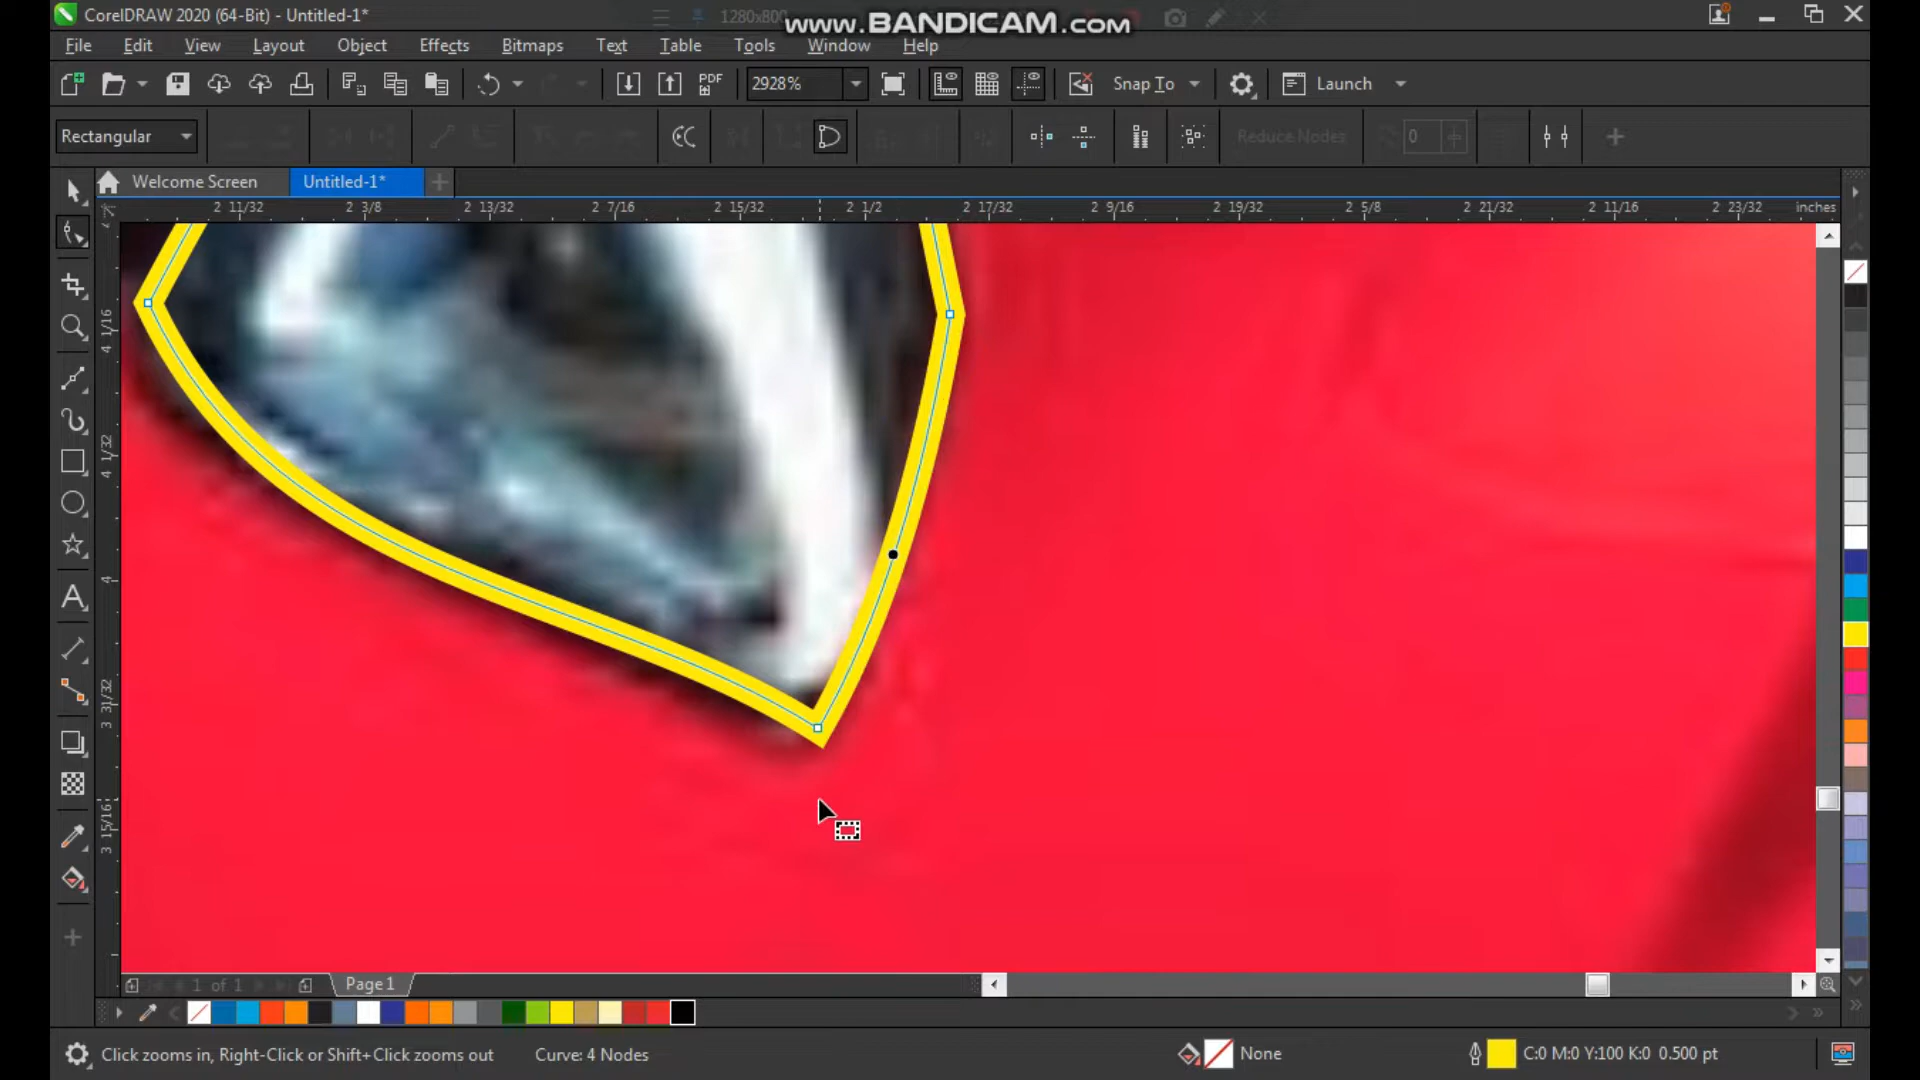 CorelDRAW 2020 (64-Bit) - Untitled-1*
1280x800
www.BANDICAM.com
File Edit View Layout Object Effects Bitmaps Text Table Tools Window Help
PDF 2928% Snap To Launch
Rectangular Reduce Nodes 0
Welcome Screen Untitled-1*
2 11/32 2 3/8 2 13/32 2 7/16 2 15/32 2 1/2 2 17/32 2 9/16 2 19/32 2 5/8 2 21/32 2 11/16 2 23/32 inches
4 1/16
4 1/32
4
3 31/32
3 15/16
1 of 1 Page 1
Click zooms in, Right-Click or Shift+Click zooms out Curve: 4 Nodes None C:0 M:0 Y:100 K:0 0.500 pt